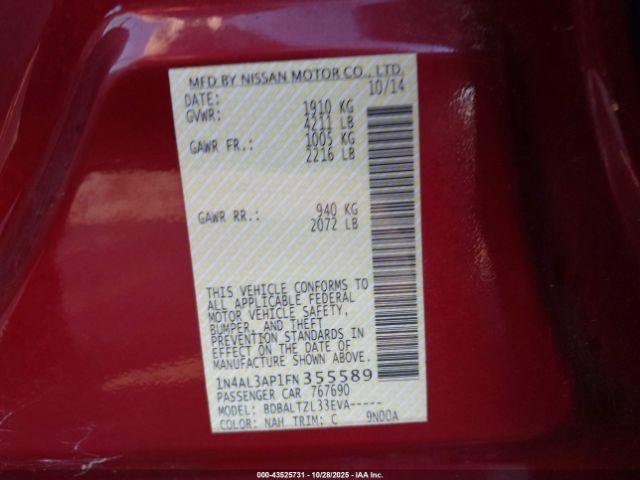 MFD BY NISSAN MOTOR CO., LTD.
DATE: 10/14
GVWR: 1910 KG
4211 LB
GAWR FR.: 1005 KG
2216 LB
GAWR RR.: 940 KG
2072 LB
THIS VEHICLE CONFORMS TO
ALL APPLICABLE FEDERAL
MOTOR VEHICLE SAFETY,
BUMPER, AND THEFT
PREVENTION STANDARDS IN
EFFECT ON THE DATE OF
MANUFACTURE SHOWN ABOVE.
1N4AL3AP1FN355589
PASSENGER CAR 767690
MODEL: BDBALTZL33EVA-----
COLOR: NAH TRIM: C 9N00A
000-43525731 - 10/28/2025 - IAA Inc.